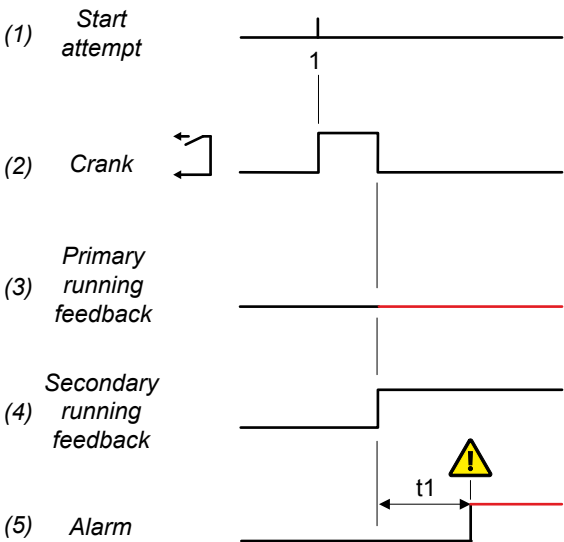 (1) Start
attempt
1
(2) Crank
Primary
(3) running
feedback
Secondary
(4) running
feedback
!
t1
(5) Alarm